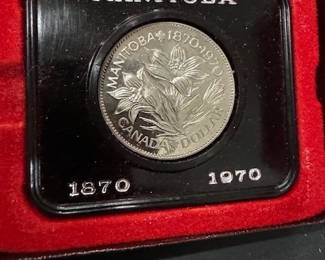 MANITOBA
MANITOBA 1870-1970
CANADA DOLLAR
1870 1970